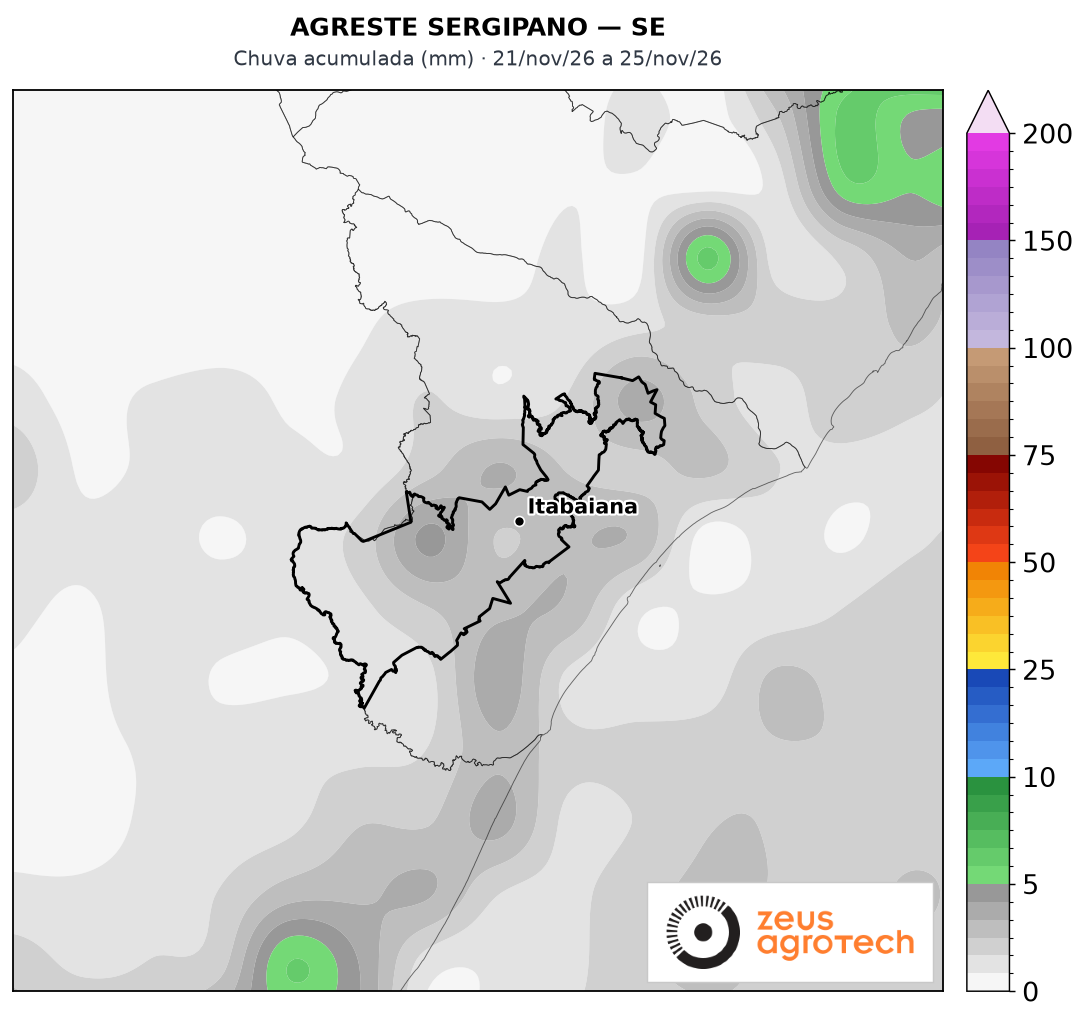 AGRESTE SERGIPANO — SE
Chuva acumulada (mm) · 21/nov/26 a 25/nov/26
Itabaiana
200
150
100
75
50
25
10
5
0
zeus
agrotech